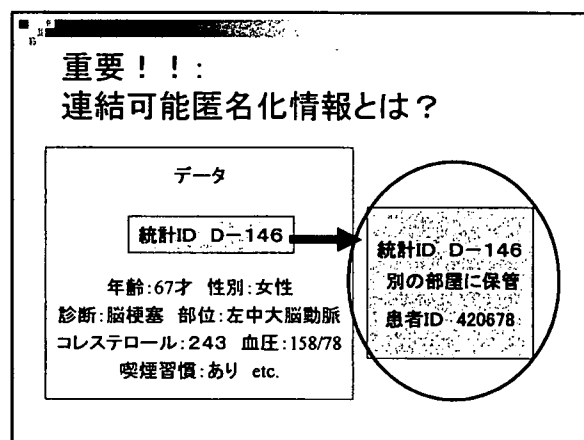 重要！！：
連結可能匿名化情報とは？
データ
統計ID D－146
年齢：67才 性別：女性
診断：脳梗塞 部位：左中大脳動脈
コレステロール：243 血圧：158/78
喫煙習慣：あり etc.
統計ID D－146
別の部屋に保管
患者ID 420678